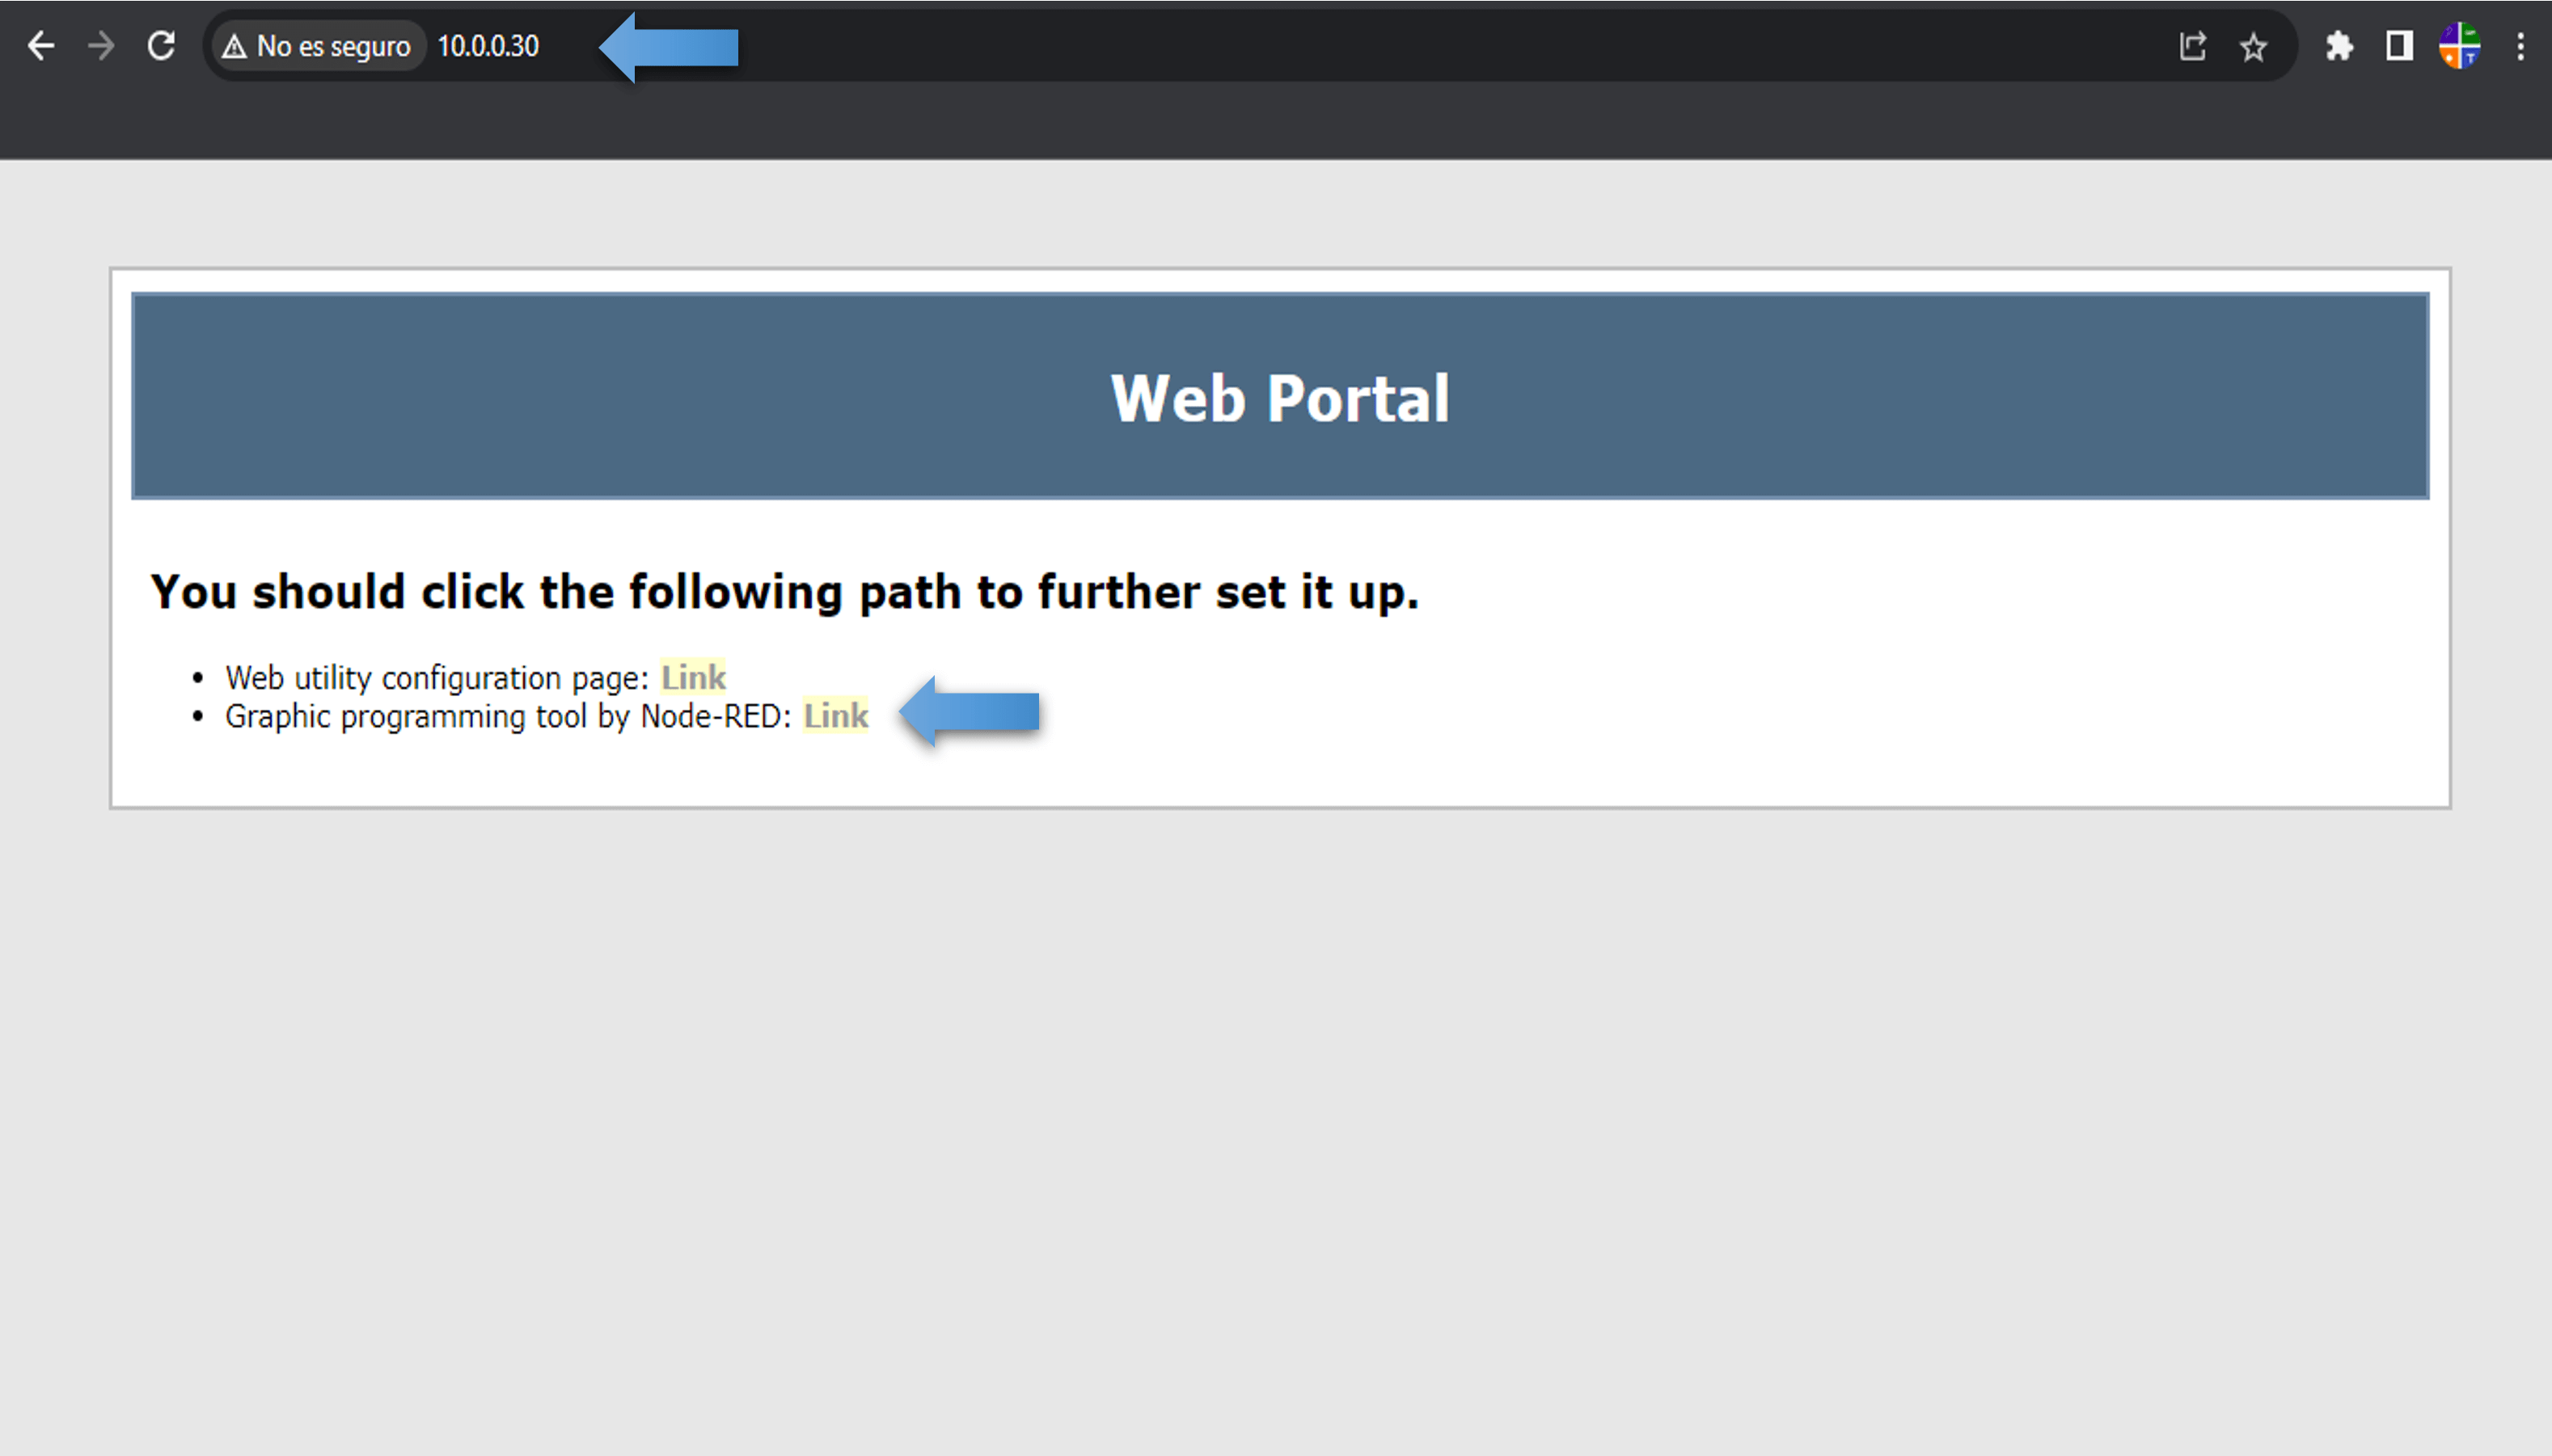 No es seguro 10.0.0.30
Web Portal
You should click the following path to further set it up.
• Web utility configuration page: Link
• Graphic programming tool by Node-RED: Link